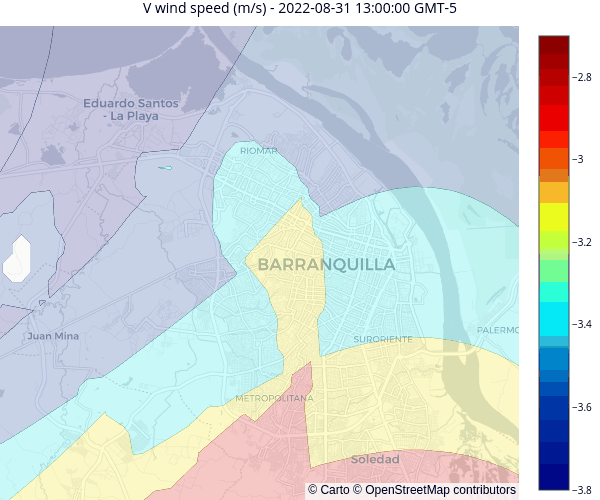 V wind speed (m/s) - 2022-08-31 13:00:00 GMT-5
Eduardo Santos
- La Playa
RIOMAR
BARRANQUILLA
PALERMO
Juan Mina
SURORIENTE
METROPOLITANA
Soledad
© Carto © OpenStreetMap contributors
−2.8
−3
−3.2
−3.4
−3.6
−3.8